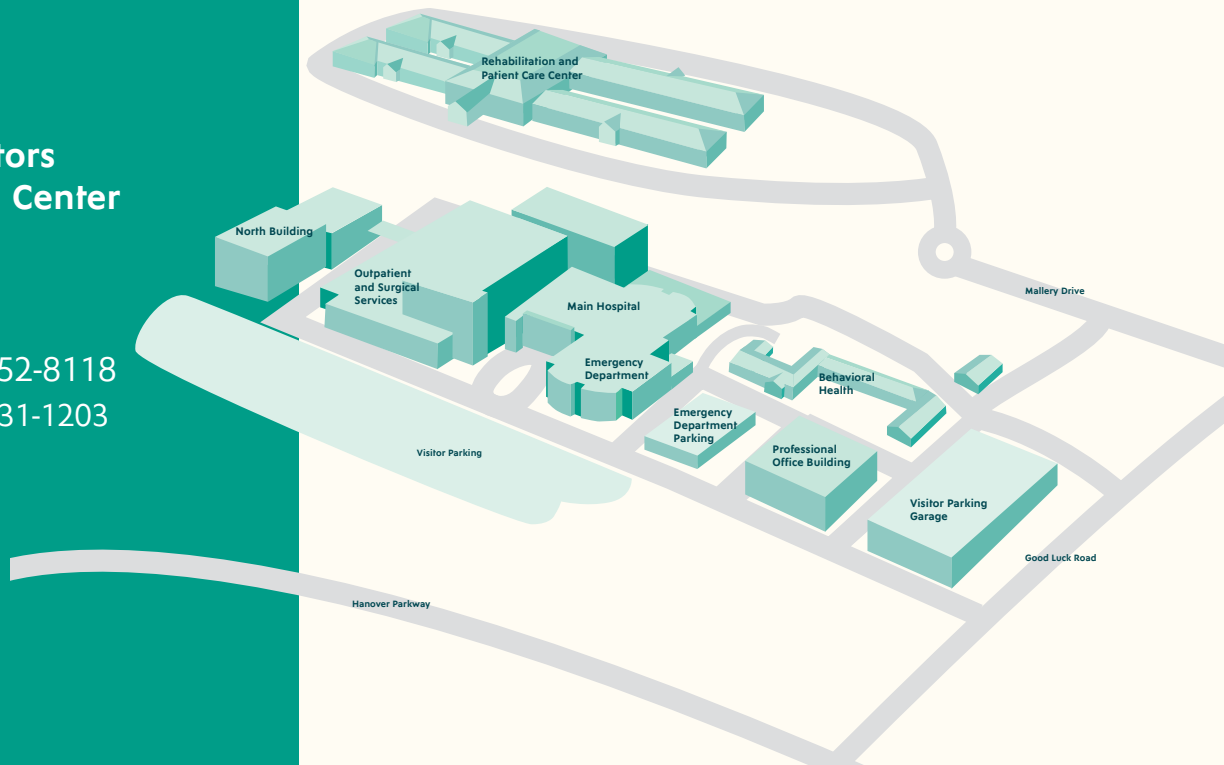 tors
Center
52-8118
31-1203
Rehabilitation and
Patient Care Center
North Building
Outpatient
and Surgical
Services
Main Hospital
Emergency
Department
Mallery Drive
Behavioral
Health
Emergency
Department
Parking
Professional
Office Building
Visitor Parking
Visitor Parking
Garage
Good Luck Road
Hanover Parkway